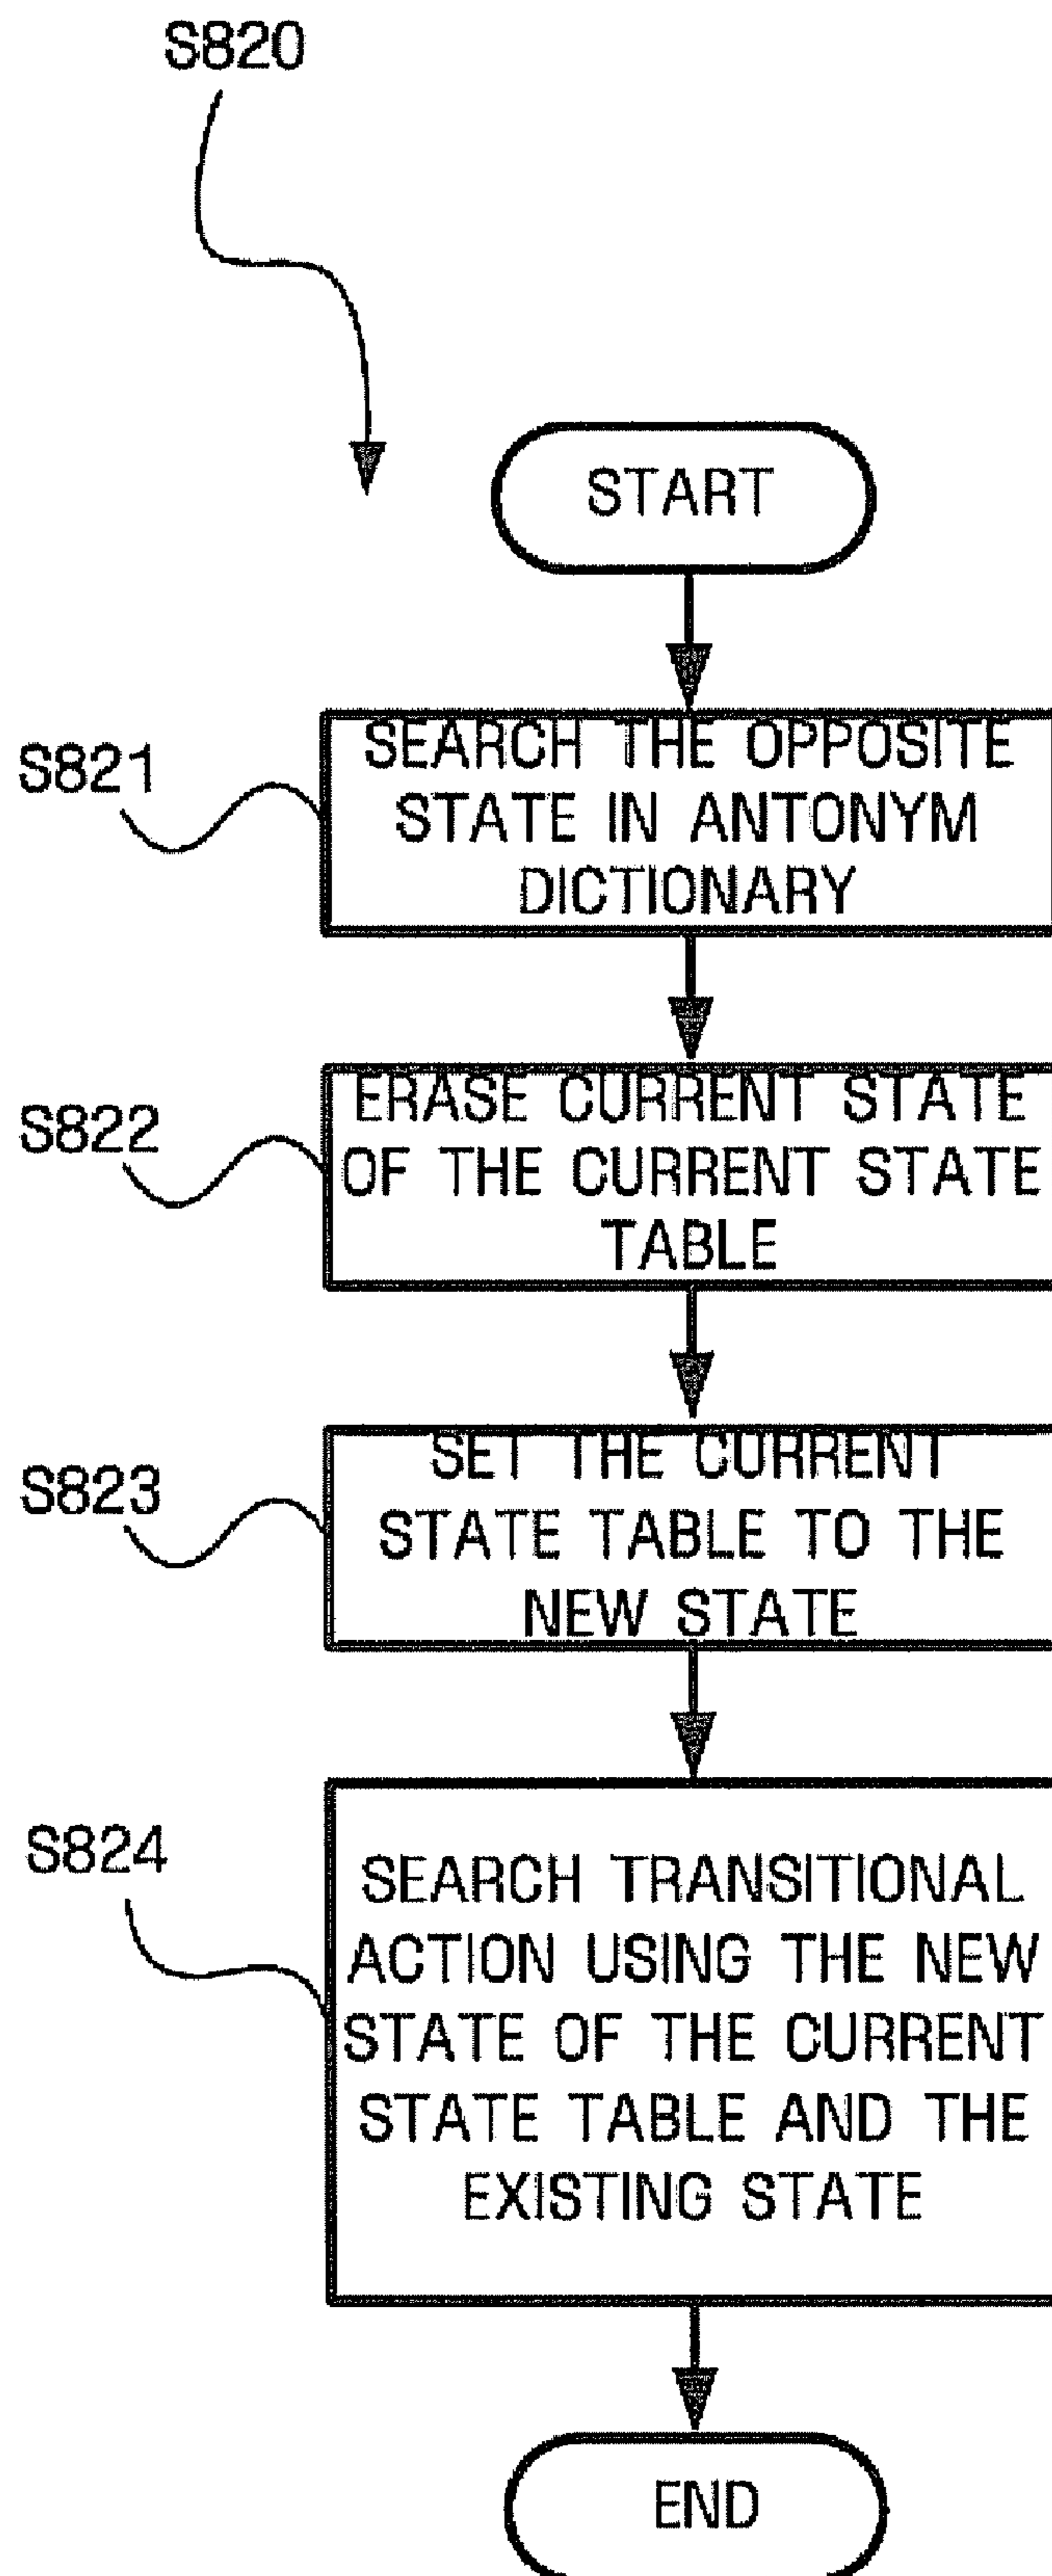 S820
START
S821
SEARCH THE OPPOSITE
STATE IN ANTONYM
DICTIONARY
S822
ERASE CURRENT STATE
OF THE CURRENT STATE
TABLE
S823
SET THE CURRENT
STATE TABLE TO THE
NEW STATE
S824
SEARCH TRANSITIONAL
ACTION USING THE NEW
STATE OF THE CURRENT
STATE TABLE AND THE
EXISTING STATE
END